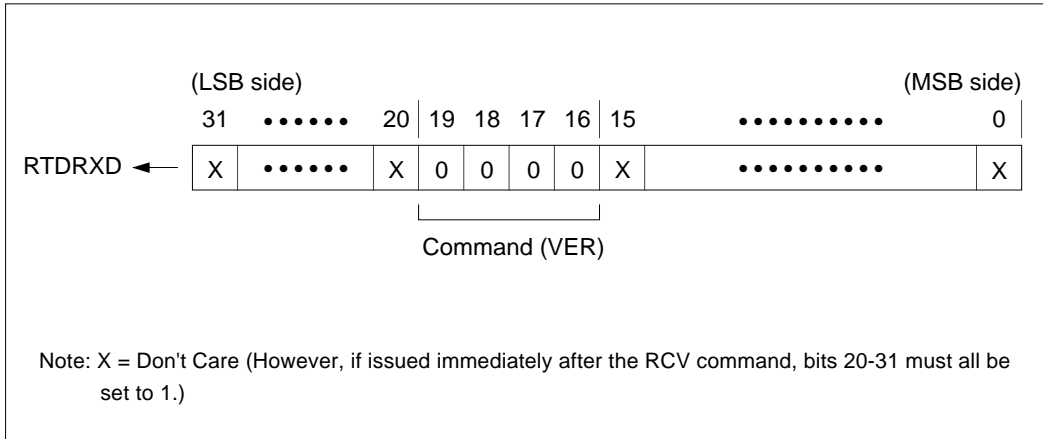 (LSB side) (MSB side)
31 •••••• 20 19 18 17 16 15 •••••••••• 0
RTDRXD X •••••• X 0 0 0 0 X •••••••••• X
Command (VER)
Note: X = Don't Care (However, if issued immediately after the RCV command, bits 20-31 must all be
set to 1.)